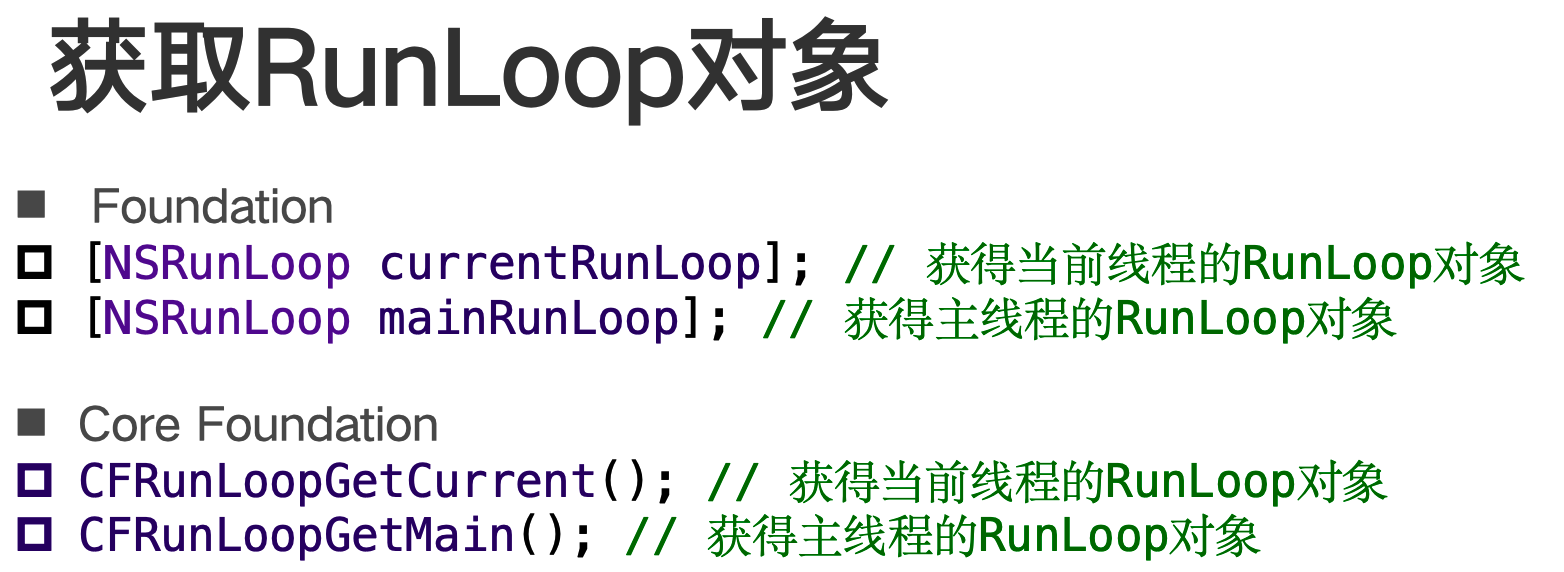 获取RunLoop对象
Foundation
[NSRunLoop currentRunLoop]; // 获得当前线程的RunLoop对象
[NSRunLoop mainRunLoop]; // 获得主线程的RunLoop对象
Core Foundation
CFRunLoopGetCurrent(); // 获得当前线程的RunLoop对象
CFRunLoopGetMain(); // 获得主线程的RunLoop对象